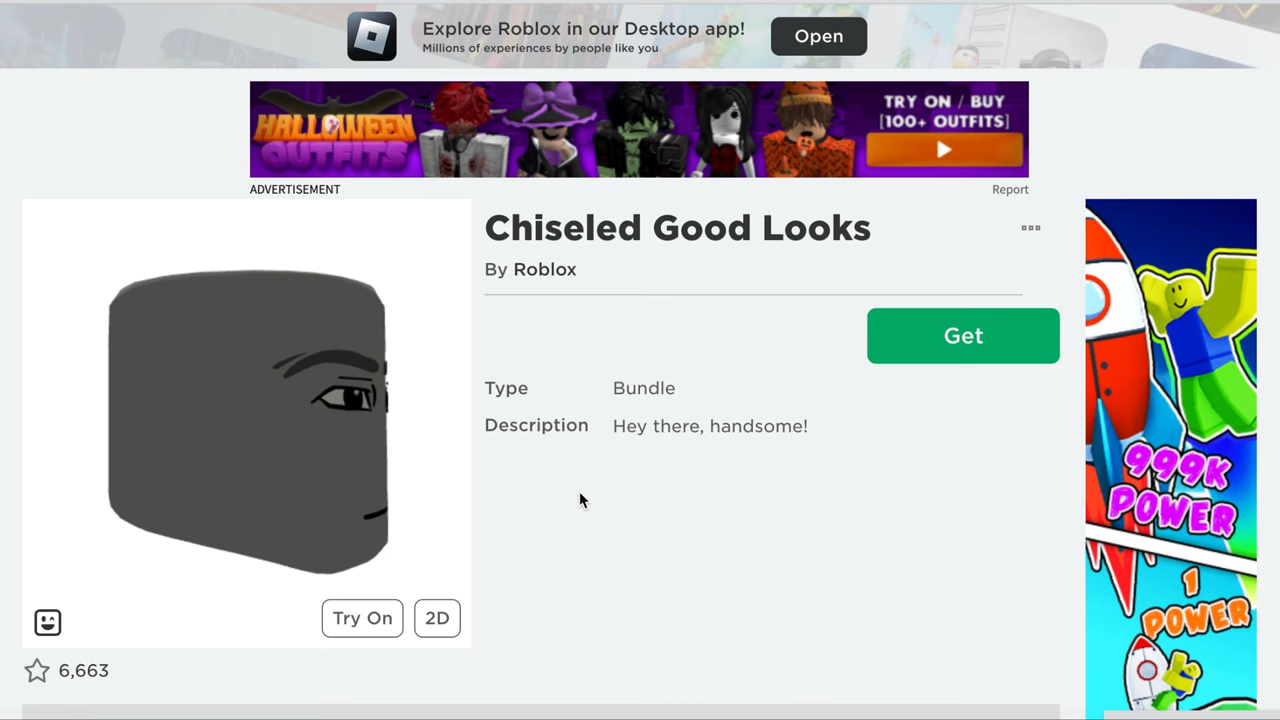 Explore Roblox in our Desktop app!
Millions of experiences by people like you
Open
HALLOWEEN
OUTFITS
TRY ON / BUY
[100+ OUTFITS]
ADVERTISEMENT
Report
Chiseled Good Looks
By Roblox
Get
Type Bundle
Description Hey there, handsome!
Try On
2D
6,663
999K
POWER
1
POWER